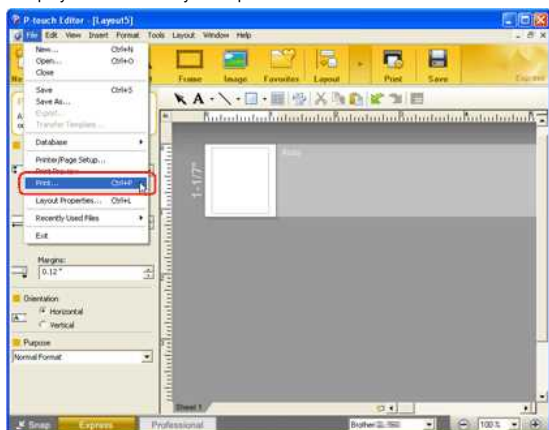 P-touch Editor - [Layout5]
File Edit View Insert Format Tools Layout Window Help
New... Ctrl+N
Open... Ctrl+O
Close
Save Ctrl+S
Save As...
Export...
Transfer Template...
Database
Printer/Page Setup...
Print Preview
Print... Ctrl+P
Layout Properties... Ctrl+L
Recently Used Files
Exit
Frame Image Favorites Layout Print Save
A
1-1/7"
Auto
Margins:
0.12 "
Orientation
Horizontal
Vertical
Purpose
Normal Format
Sheet 1
Snap Express Professional
Brother
100 %